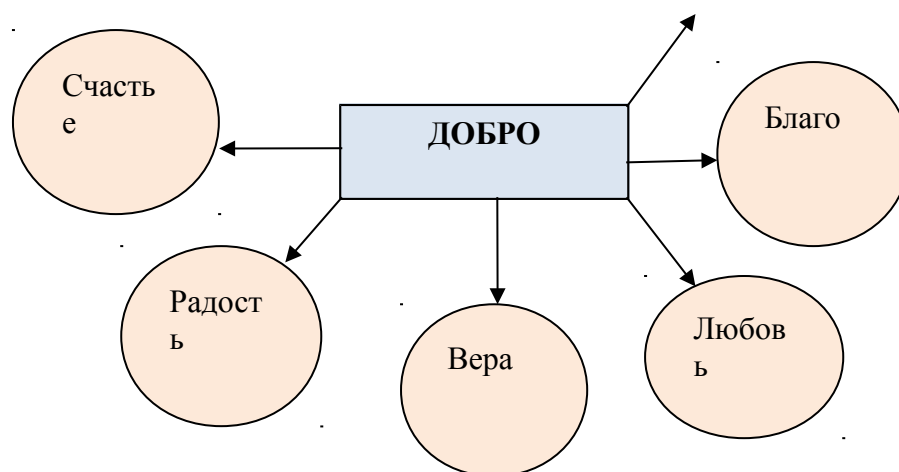 Счасть
е
ДОБРО
Благо
Радост
ь
Вера
Любов
ь